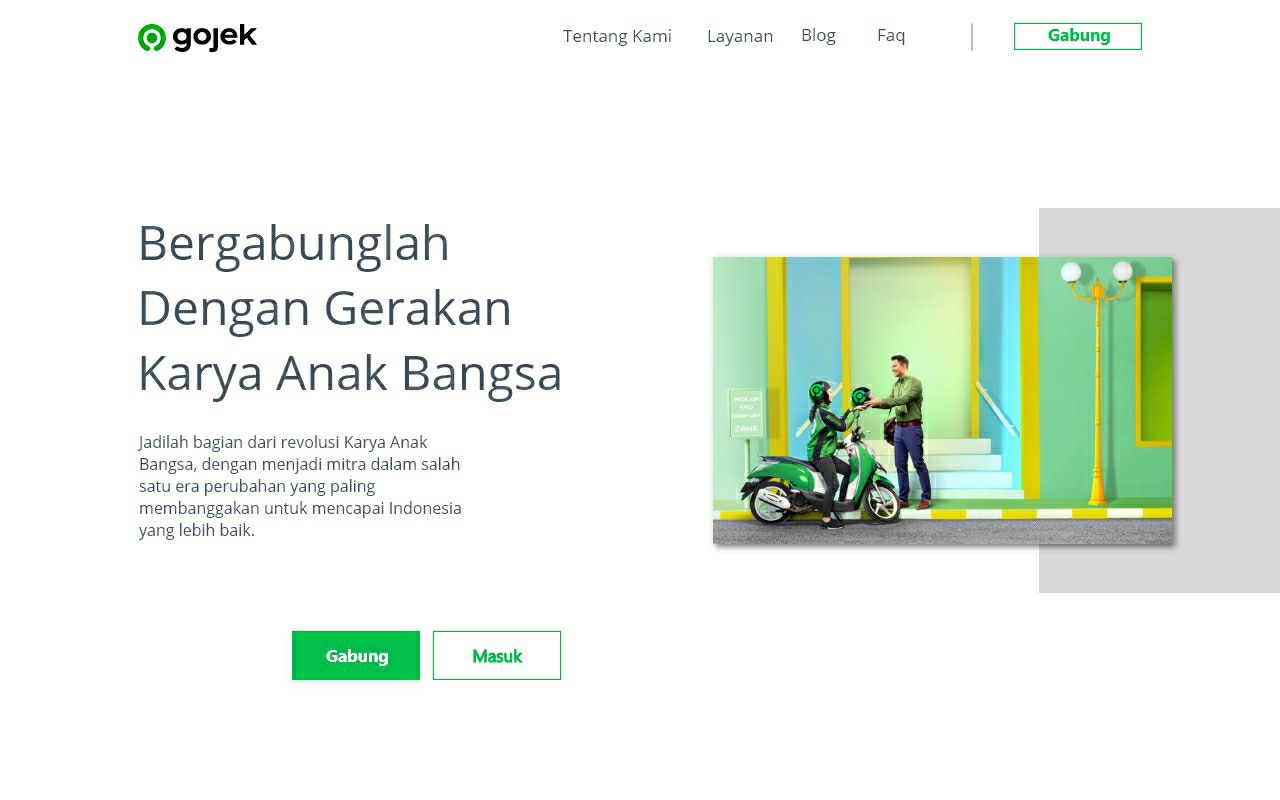 gojek
Tentang Kami Layanan Blog Faq Gabung
Bergabunglah
Dengan Gerakan
Karya Anak Bangsa
Jadilah bagian dari revolusi Karya Anak
Bangsa, dengan menjadi mitra dalam salah
satu era perubahan yang paling
membanggakan untuk mencapai Indonesia
yang lebih baik.
PICK UP
AND
DROP OFF
ZONE
Gabung Masuk